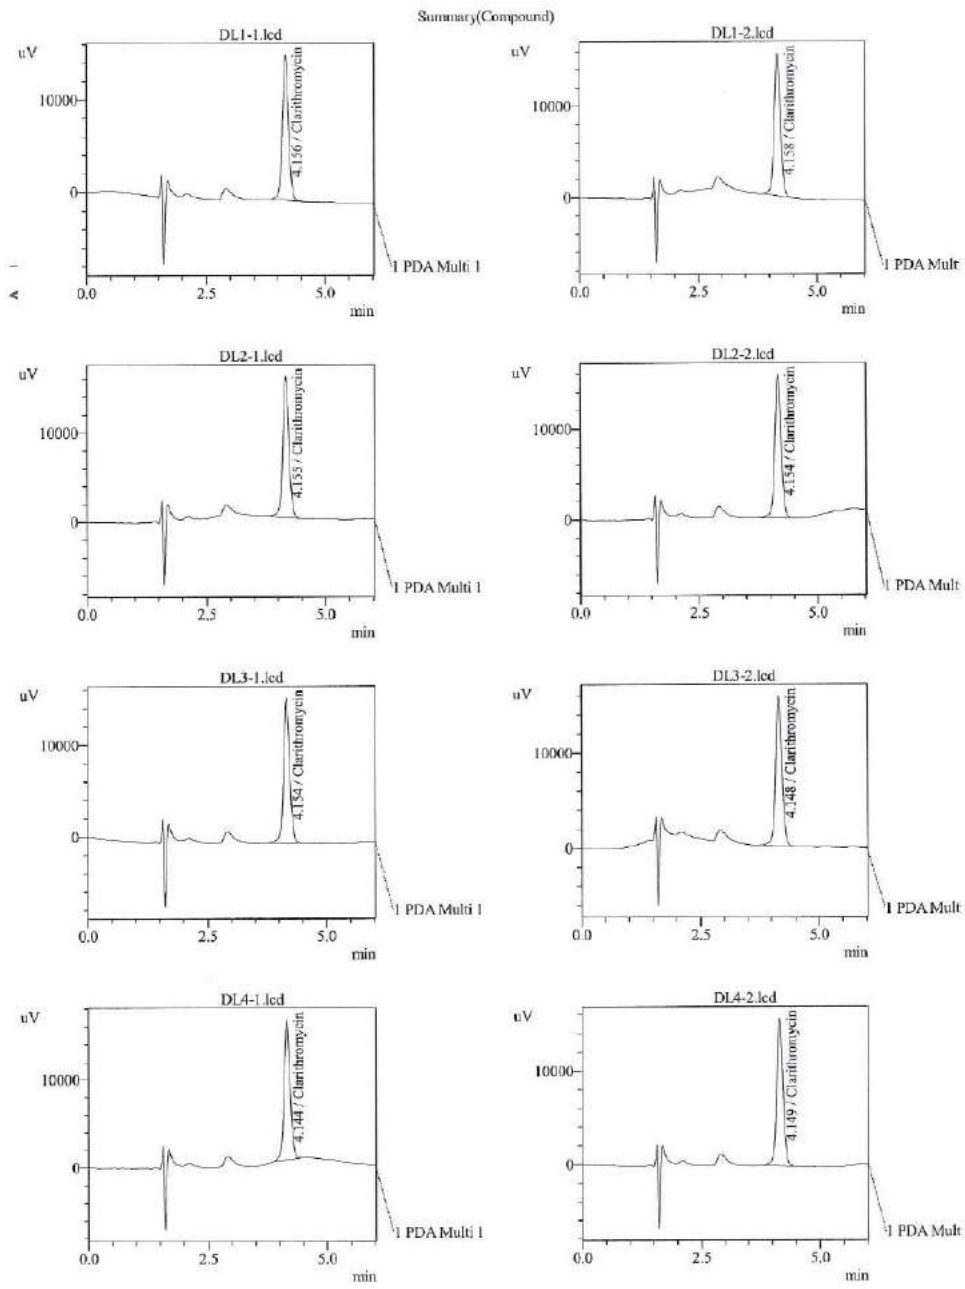 Summary(Compound)
DL1-1.lcd
uV
10000
0
4.156 / Clarithromycin
1 PDA Multi 1
0.0 2.5 5.0
min
DL1-2.lcd
uV
10000
0
4.158 / Clarithromycin
1 PDA Mult
0.0 2.5 5.0
min
DL2-1.lcd
uV
10000
0
4.155 / Clarithromycin
1 PDA Multi 1
0.0 2.5 5.0
min
DL2-2.lcd
uV
10000
0
4.154 / Clarithromycin
1 PDA Mult
0.0 2.5 5.0
min
DL3-1.lcd
uV
10000
0
4.154 / Clarithromycin
1 PDA Multi 1
0.0 2.5 5.0
min
DL3-2.lcd
uV
10000
0
4.148 / Clarithromycin
1 PDA Mult
0.0 2.5 5.0
min
DL4-1.lcd
uV
10000
0
4.144 / Clarithromycin
1 PDA Multi 1
0.0 2.5 5.0
min
DL4-2.lcd
uV
10000
0
4.149 / Clarithromycin
1 PDA Mult
0.0 2.5 5.0
min